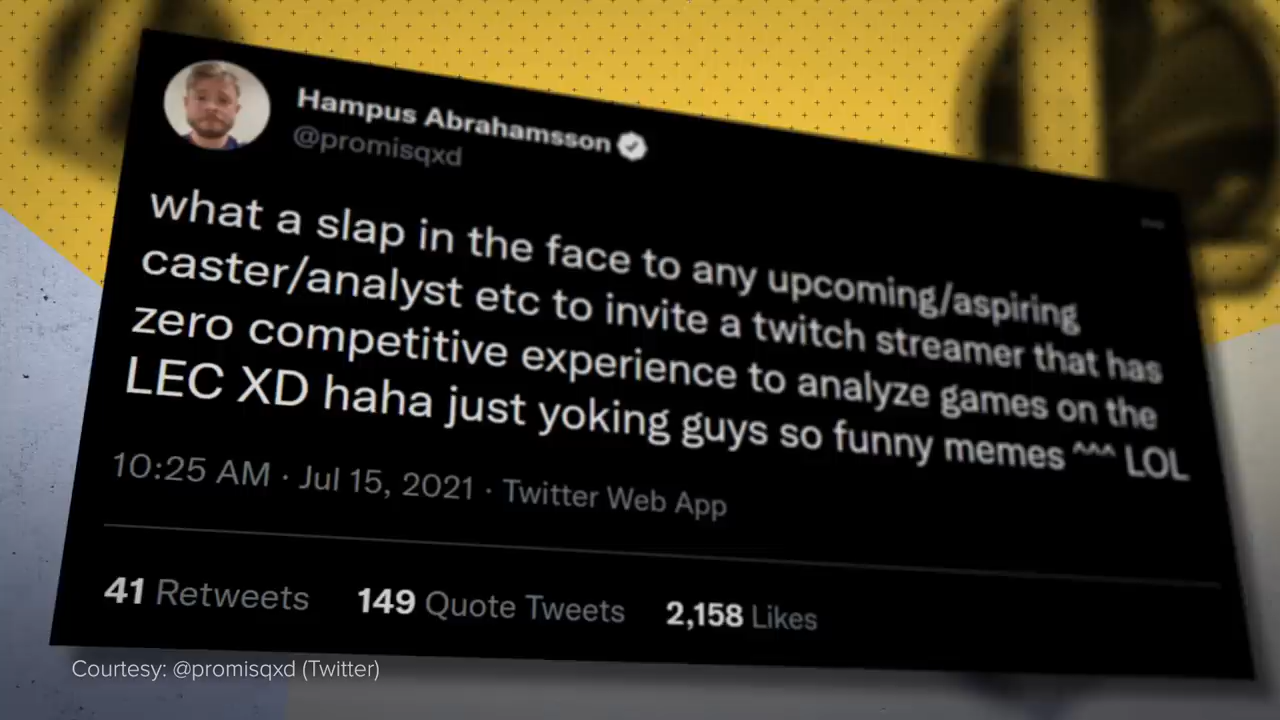 Hampus Abrahamsson
@promisqxd
what a slap in the face to any upcoming/aspiring
caster/analyst etc to invite a twitch streamer that has
zero competitive experience to analyze games on the
LEC XD haha just yoking guys so funny memes ^^^ LOL
10:25 AM · Jul 15, 2021 · Twitter Web App
41 Retweets 149 Quote Tweets 2,158 Likes
Courtesy: @promisqxd (Twitter)